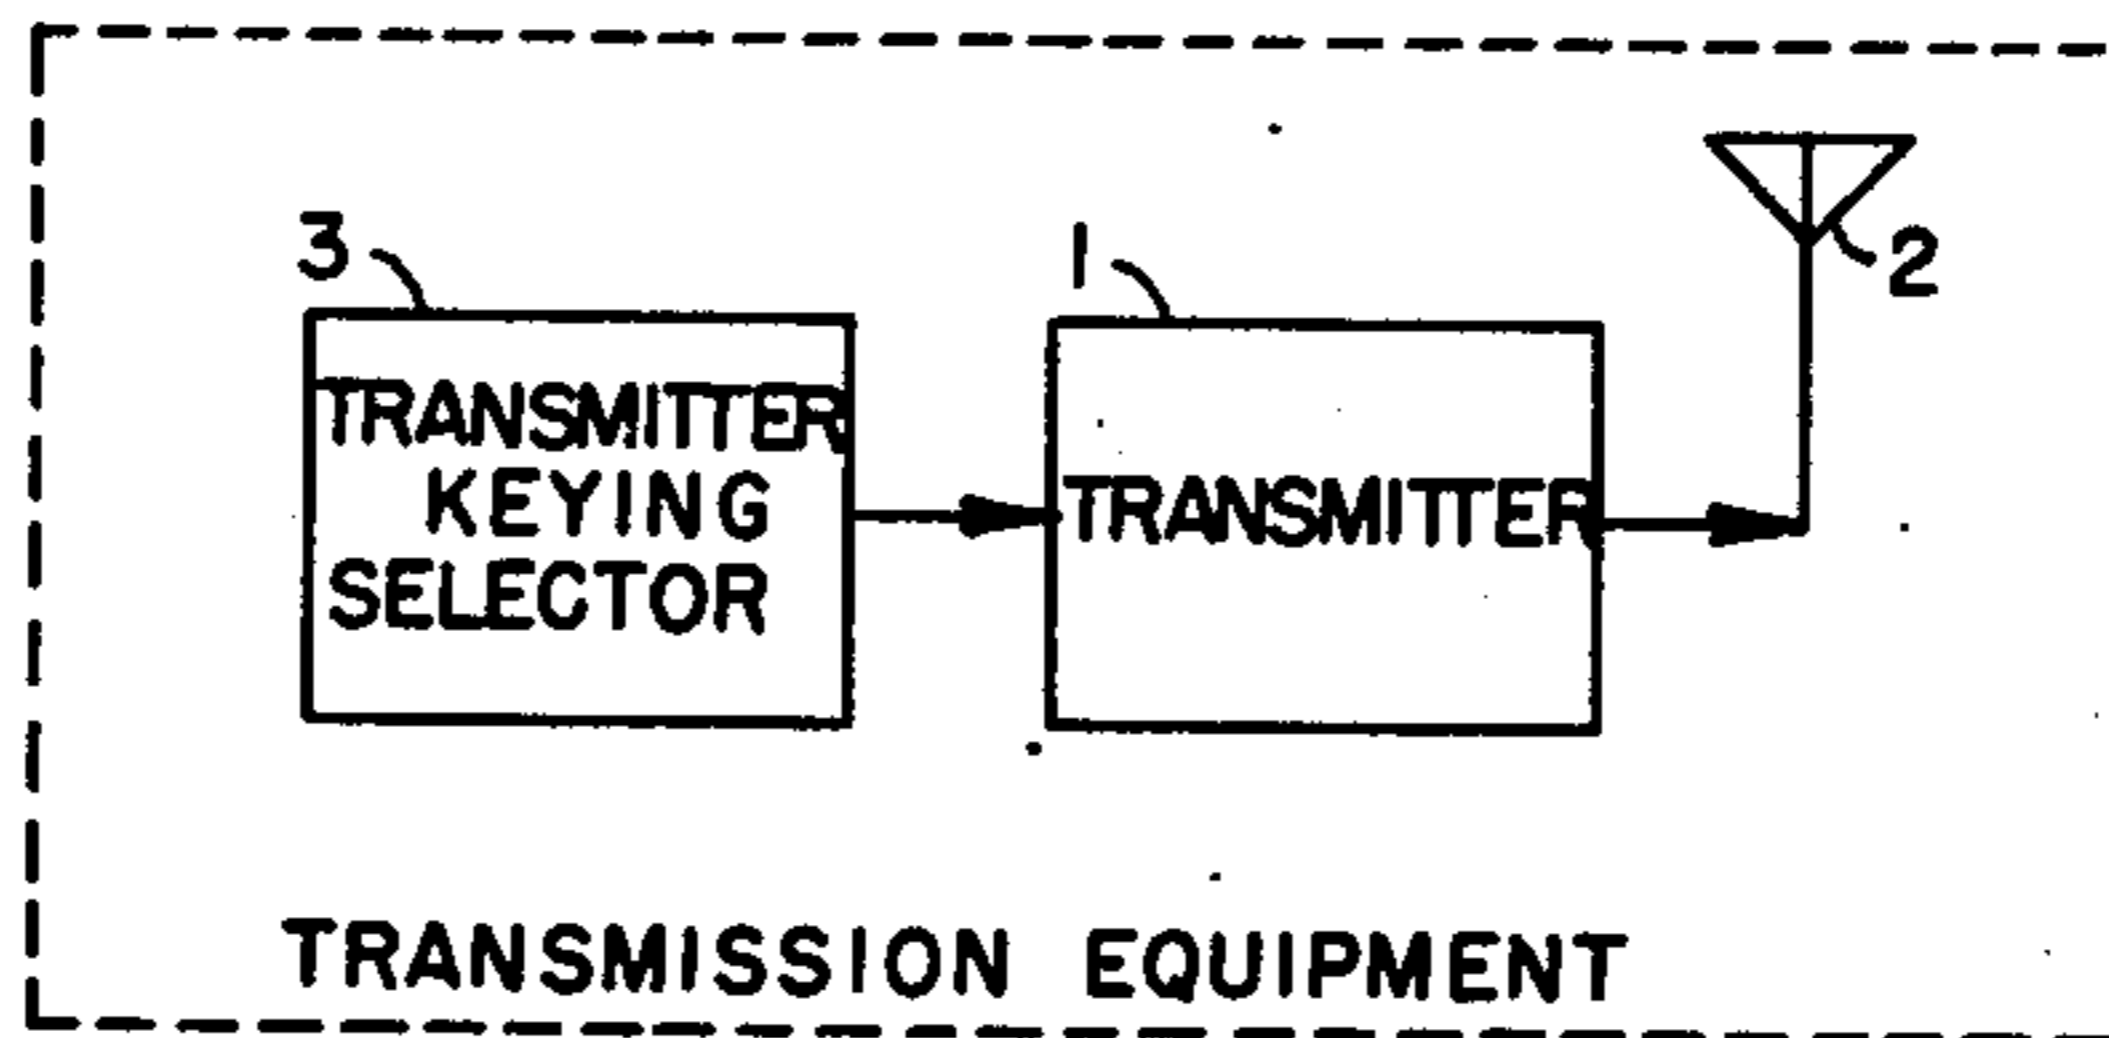 3
1
2
TRANSMITTER
KEYING
SELECTOR
TRANSMITTER
TRANSMISSION EQUIPMENT